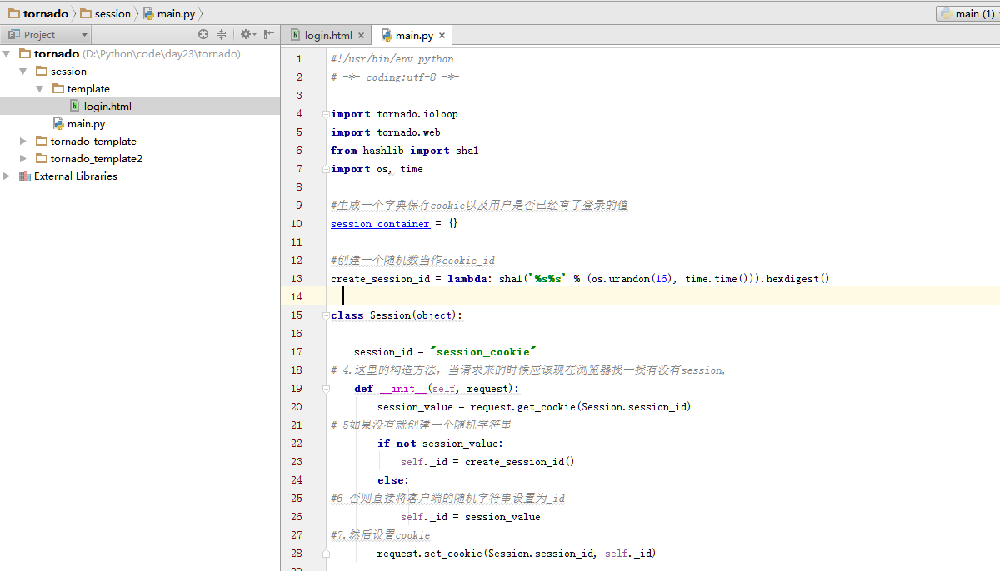 tornado session main.py main (1)
Project login.html × main.py ×
tornado (D:\Python\code\day23\tornado)
session
template
login.html
main.py
tornado_template
tornado_template2
External Libraries
1 #!/usr/bin/env python
2 # -*- coding:utf-8 -*-
3
4 import tornado.ioloop
5 import tornado.web
6 from hashlib import sha1
7 import os, time
8
9 #生成一个字典保存cookie以及用户是否已经有了登录的值
10 session_container = {}
11
12 #创建一个随机数当作cookie_id
13 create_session_id = lambda: sha1('%s%s' % (os.urandom(16), time.time())).hexdigest()
14
15 class Session(object):
16
17 session_id = "session_cookie"
18 # 4.这里的构造方法，当请求来的时候应该现在浏览器找一找有没有session,
19 def __init__(self, request):
20 session_value = request.get_cookie(Session.session_id)
21 # 5如果没有就创建一个随机字符串
22 if not session_value:
23 self._id = create_session_id()
24 else:
25 #6 否则直接将客户端的随机字符串设置为_id
26 self._id = session_value
27 #7.然后设置cookie
28 request.set_cookie(Session.session_id, self._id)
29